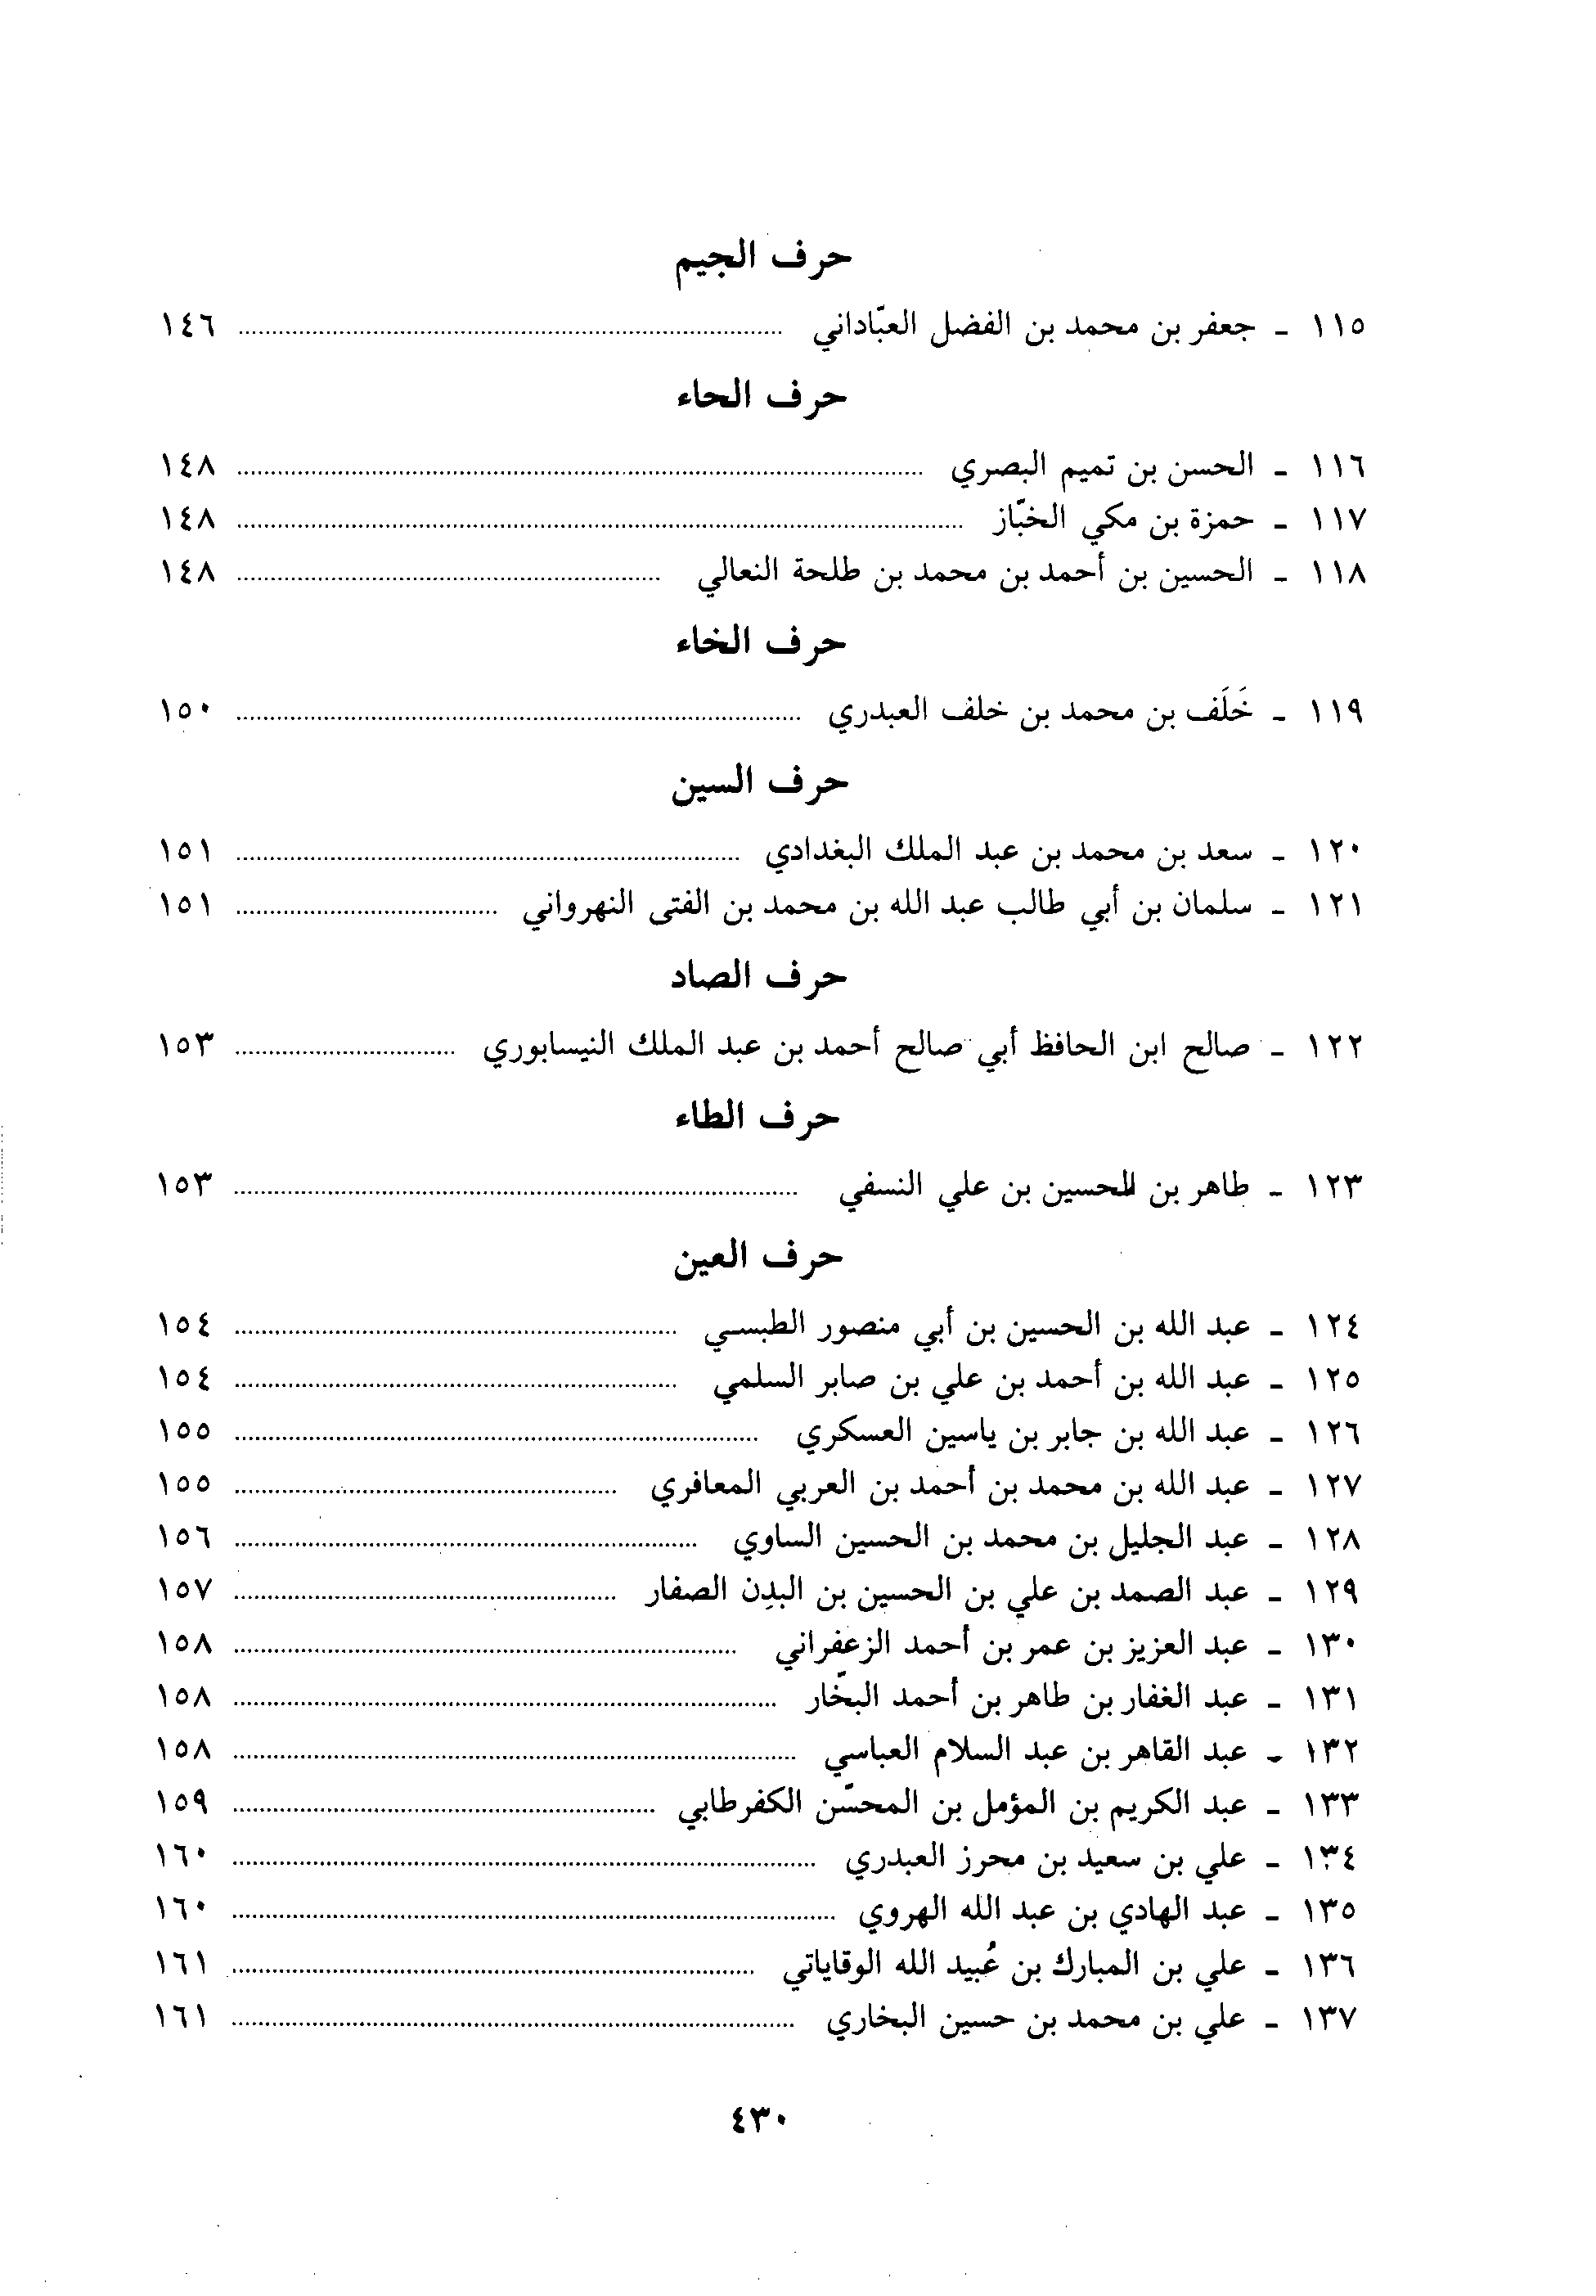 حرف الجيم
١١٥ ـ جعفر بن محمد بن الفضل العبّاداني ........ ١٤٦
حرف الحاء
١١٦ ـ الحسن بن تميم البصري ........ ١٤٨
١١٧ ـ حمزة بن مكي الخبّاز ........ ١٤٨
١١٨ ـ الحسين بن أحمد بن محمد بن طلحة النعالي ........ ١٤٨
حرف الخاء
١١٩ ـ خَلَف بن محمد بن خلف العبدري ........ ١٥٠
حرف السين
١٢٠ ـ سعد بن محمد بن عبد الملك البغدادي ........ ١٥١
١٢١ ـ سلمان بن أبي طالب عبد الله بن محمد بن الفتى النهرواني ........ ١٥١
حرف الصاد
١٢٢ ـ صالح ابن الحافظ أبي صالح أحمد بن عبد الملك النيسابوري ........ ١٥٣
حرف الطاء
١٢٣ ـ طاهر بن الحسين بن علي النسفي ........ ١٥٣
حرف العين
١٢٤ ـ عبد الله بن الحسين بن أبي منصور الطبسي ........ ١٥٤
١٢٥ ـ عبد الله بن أحمد بن علي بن صابر السلمي ........ ١٥٤
١٢٦ ـ عبد الله بن جابر بن ياسين العسكري ........ ١٥٥
١٢٧ ـ عبد الله بن محمد بن أحمد بن العربي المعافري ........ ١٥٥
١٢٨ ـ عبد الجليل بن محمد بن الحسين الساوي ........ ١٥٦
١٢٩ ـ عبد الصمد بن علي بن الحسين بن البدِن الصفار ........ ١٥٧
١٣٠ ـ عبد العزيز بن عمر بن أحمد الزعفراني ........ ١٥٨
١٣١ ـ عبد الغفار بن طاهر بن أحمد البخّار ........ ١٥٨
١٣٢ ـ عبد القاهر بن عبد السلام العباسي ........ ١٥٨
١٣٣ ـ عبد الكريم بن المؤمل بن المحسّن الكفرطابي ........ ١٥٩
١٣٤ ـ علي بن سعيد بن محرز العبدري ........ ١٦٠
١٣٥ ـ عبد الهادي بن عبد الله الهروي ........ ١٦٠
١٣٦ ـ علي بن المبارك بن عُبيد الله الوقاياتي ........ ١٦١
١٣٧ ـ علي بن محمد بن حسين البخاري ........ ١٦١
٤٣٠